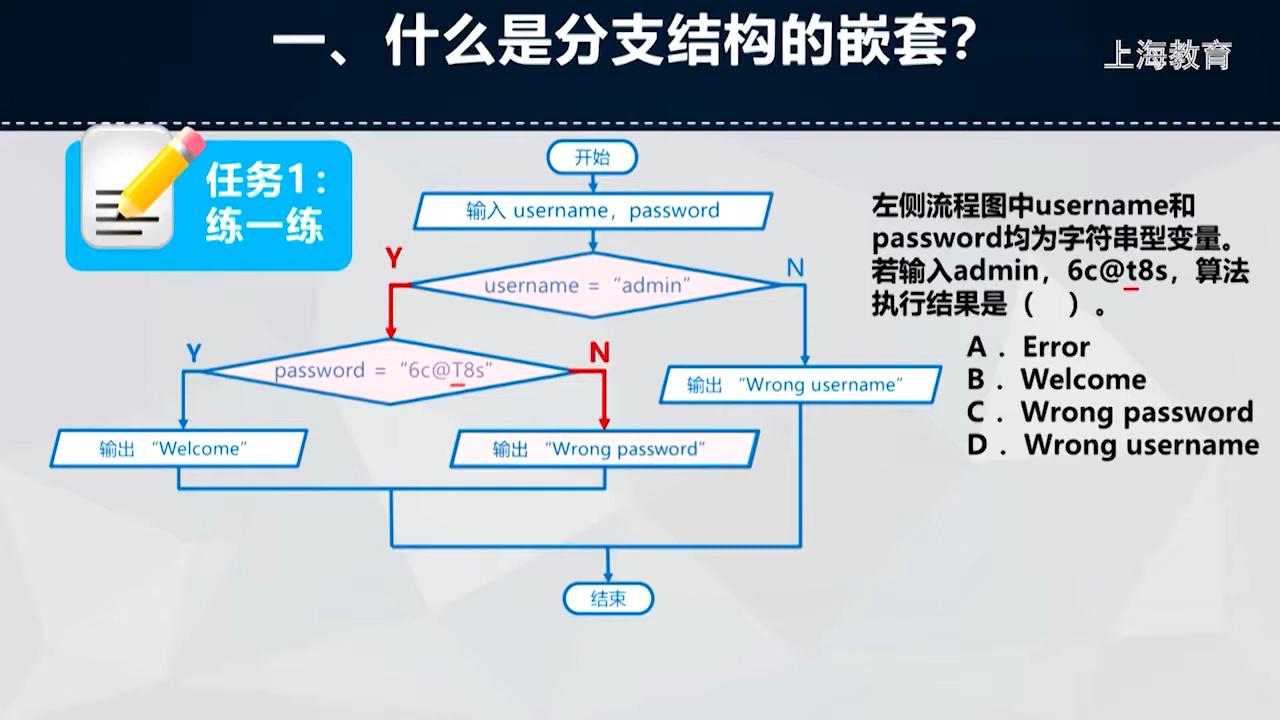 一、什么是分支结构的嵌套?
上海教育
任务1：
练一练
开始
输入 username，password
Y
N
username = “admin”
Y
N
password = “6c@T8s”
输出 “Wrong username”
输出 “Welcome”
输出 “Wrong password”
结束
左侧流程图中username和
password均为字符串型变量。
若输入admin，6c@t8s，算法
执行结果是（ ）。
A． Error
B． Welcome
C． Wrong password
D． Wrong username